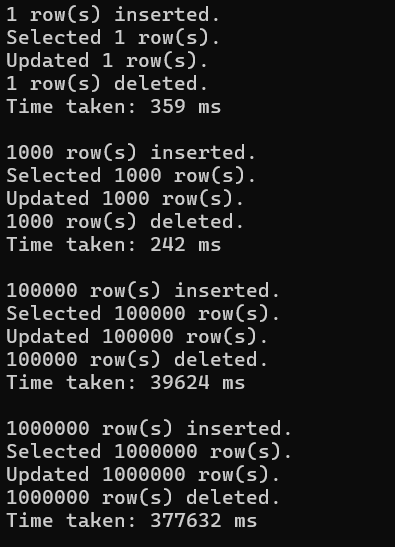 1 row(s) inserted.
Selected 1 row(s).
Updated 1 row(s).
1 row(s) deleted.
Time taken: 359 ms
1000 row(s) inserted.
Selected 1000 row(s).
Updated 1000 row(s).
1000 row(s) deleted.
Time taken: 242 ms
100000 row(s) inserted.
Selected 100000 row(s).
Updated 100000 row(s).
100000 row(s) deleted.
Time taken: 39624 ms
1000000 row(s) inserted.
Selected 1000000 row(s).
Updated 1000000 row(s).
1000000 row(s) deleted.
Time taken: 377632 ms